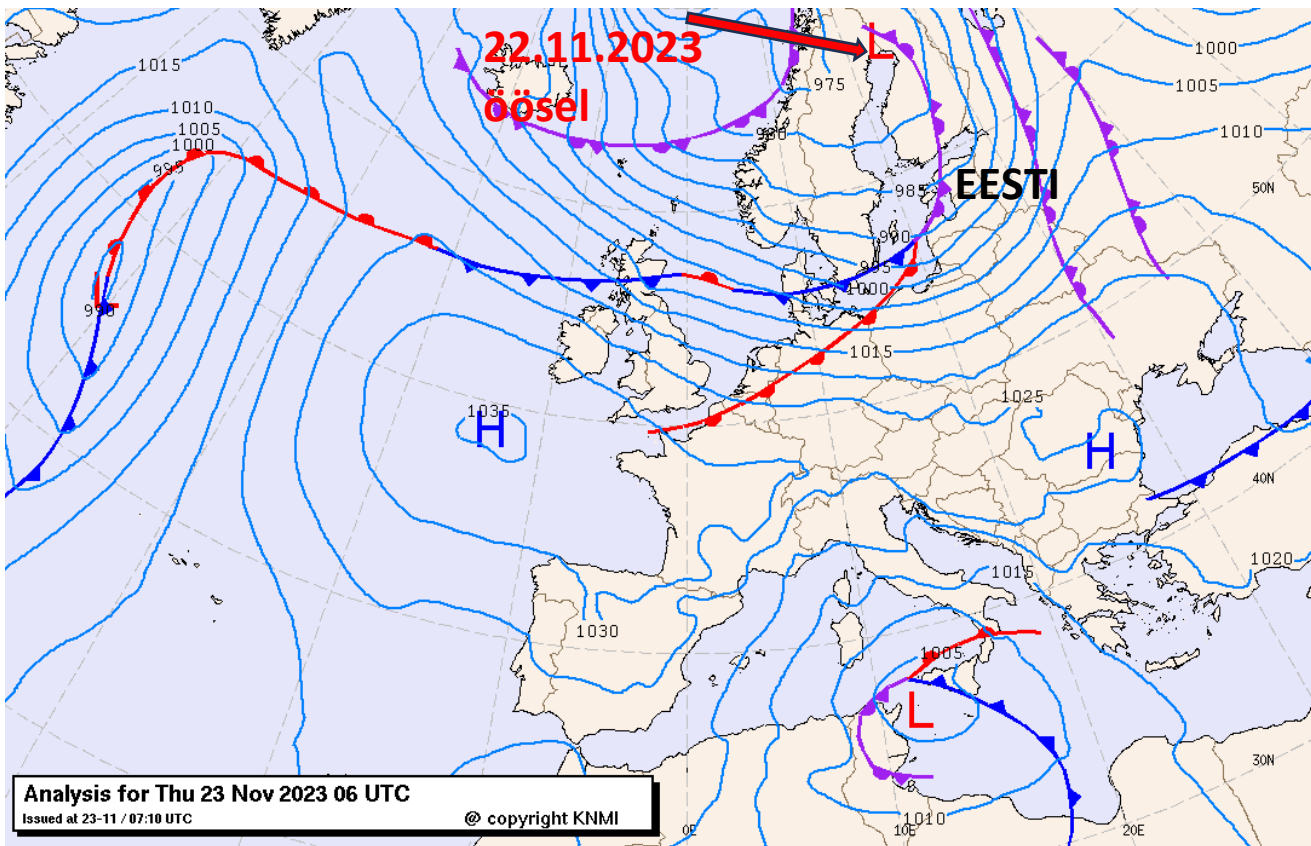 22.11.2023
öösel
L
1000
1015
975
1005
1010
1010
1005
1000
995
980
EESTI
50N
985
990
995
L
990
1000
1015
1025
1035
H
H
40N
1020
1015
1030
1005
L
30N
Analysis for Thu 23 Nov 2023 06 UTC
Issued at 23-11 / 07:10 UTC
@ copyright KNMI
1010
0E
10E
20E